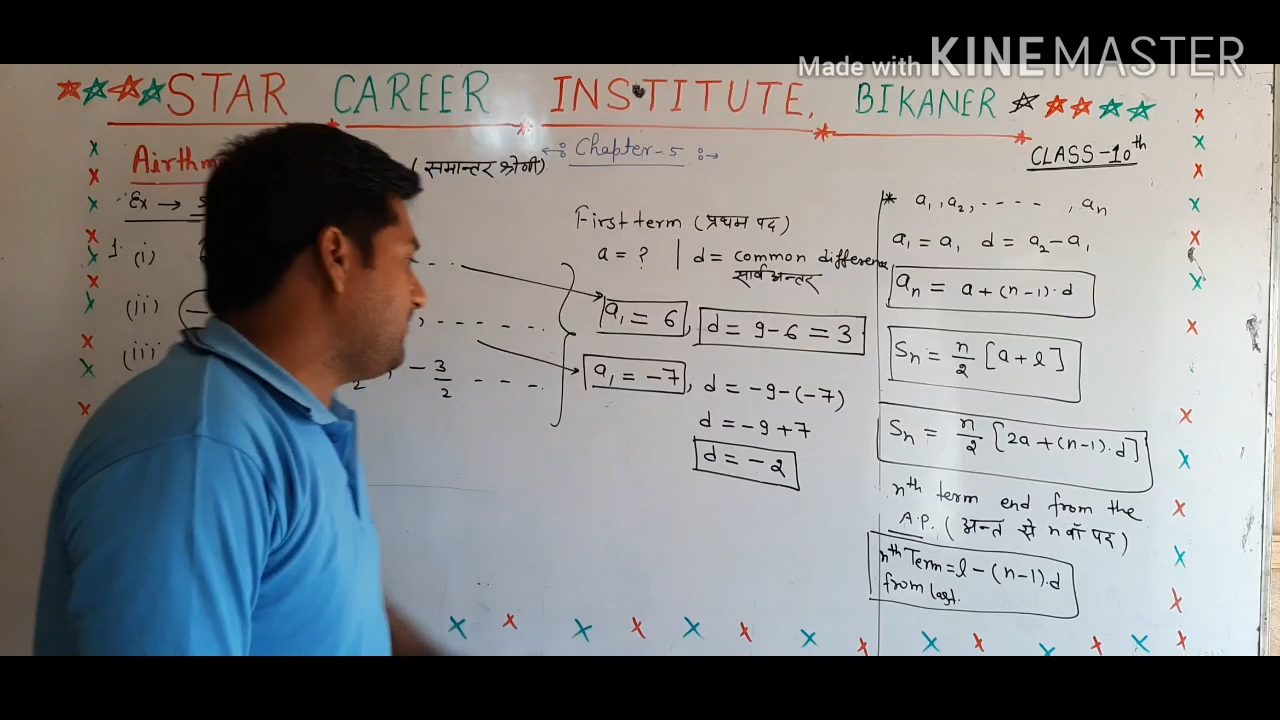 Made with KINEMASTER
STAR CAREER INSTITUTE, BIKANER
Chapter-5
CLASS-10th
(समान्तर श्रेणी)
Ex →
1. (i)
(ii)
(iii)
- 3/2 - - - .
First term (प्रथम पद)
a = ? | d = common difference
सार्व अन्तर
a₁ = 6, d = 9-6 = 3
a₁ = -7, d = -9-(-7)
d = -9+7
d = -2
* a₁, a₂, - - - - , aₙ
a₁ = a, d = a₂-a₁
aₙ = a+(n-1).d
Sₙ = n/2 [a+l]
Sₙ = n/2 [2a+(n-1).d]
nth term end from the
A.P. (अन्त से n वाँ पद)
nth Term = l-(n-1).d
from last.